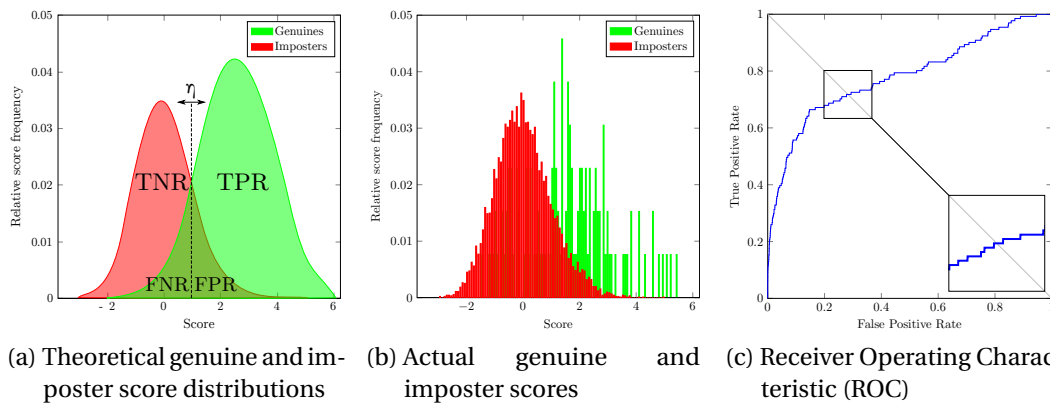 0.05
0.04
0.03
0.02
0.01
0
Relative score frequency
Genuines
Imposters
η
TNR
TPR
FNR
FPR
−2
0
2
4
6
Score
0.05
0.04
0.03
0.02
0.01
0
Relative score frequency
Genuines
Imposters
−2
0
2
4
6
Score
1
0.8
0.6
0.4
0.2
0
True Positive Rate
0
0.2
0.4
0.6
0.8
False Positive Rate
(a) Theoretical genuine and im-
poster score distributions
(b) Actual genuine and
imposter scores
(c) Receiver Operating Charac
teristic (ROC)